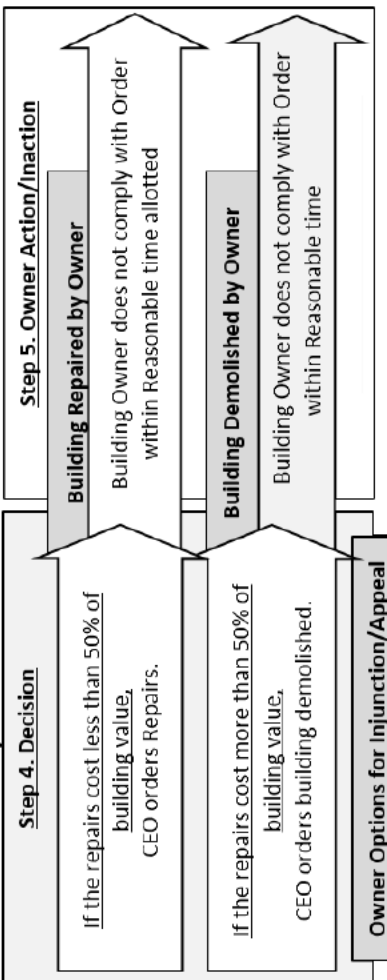 Step 4. Decision
If the repairs cost less than 50% of
building value,
CEO orders Repairs.
If the repairs cost more than 50% of
building value,
CEO orders building demolished.
Owner Options for Injunction/Appeal
Step 5. Owner Action/Inaction
Building Repaired by Owner
Building Owner does not comply with Order
within Reasonable time allotted
Building Demolished by Owner
Building Owner does not comply with Order
within Reasonable time